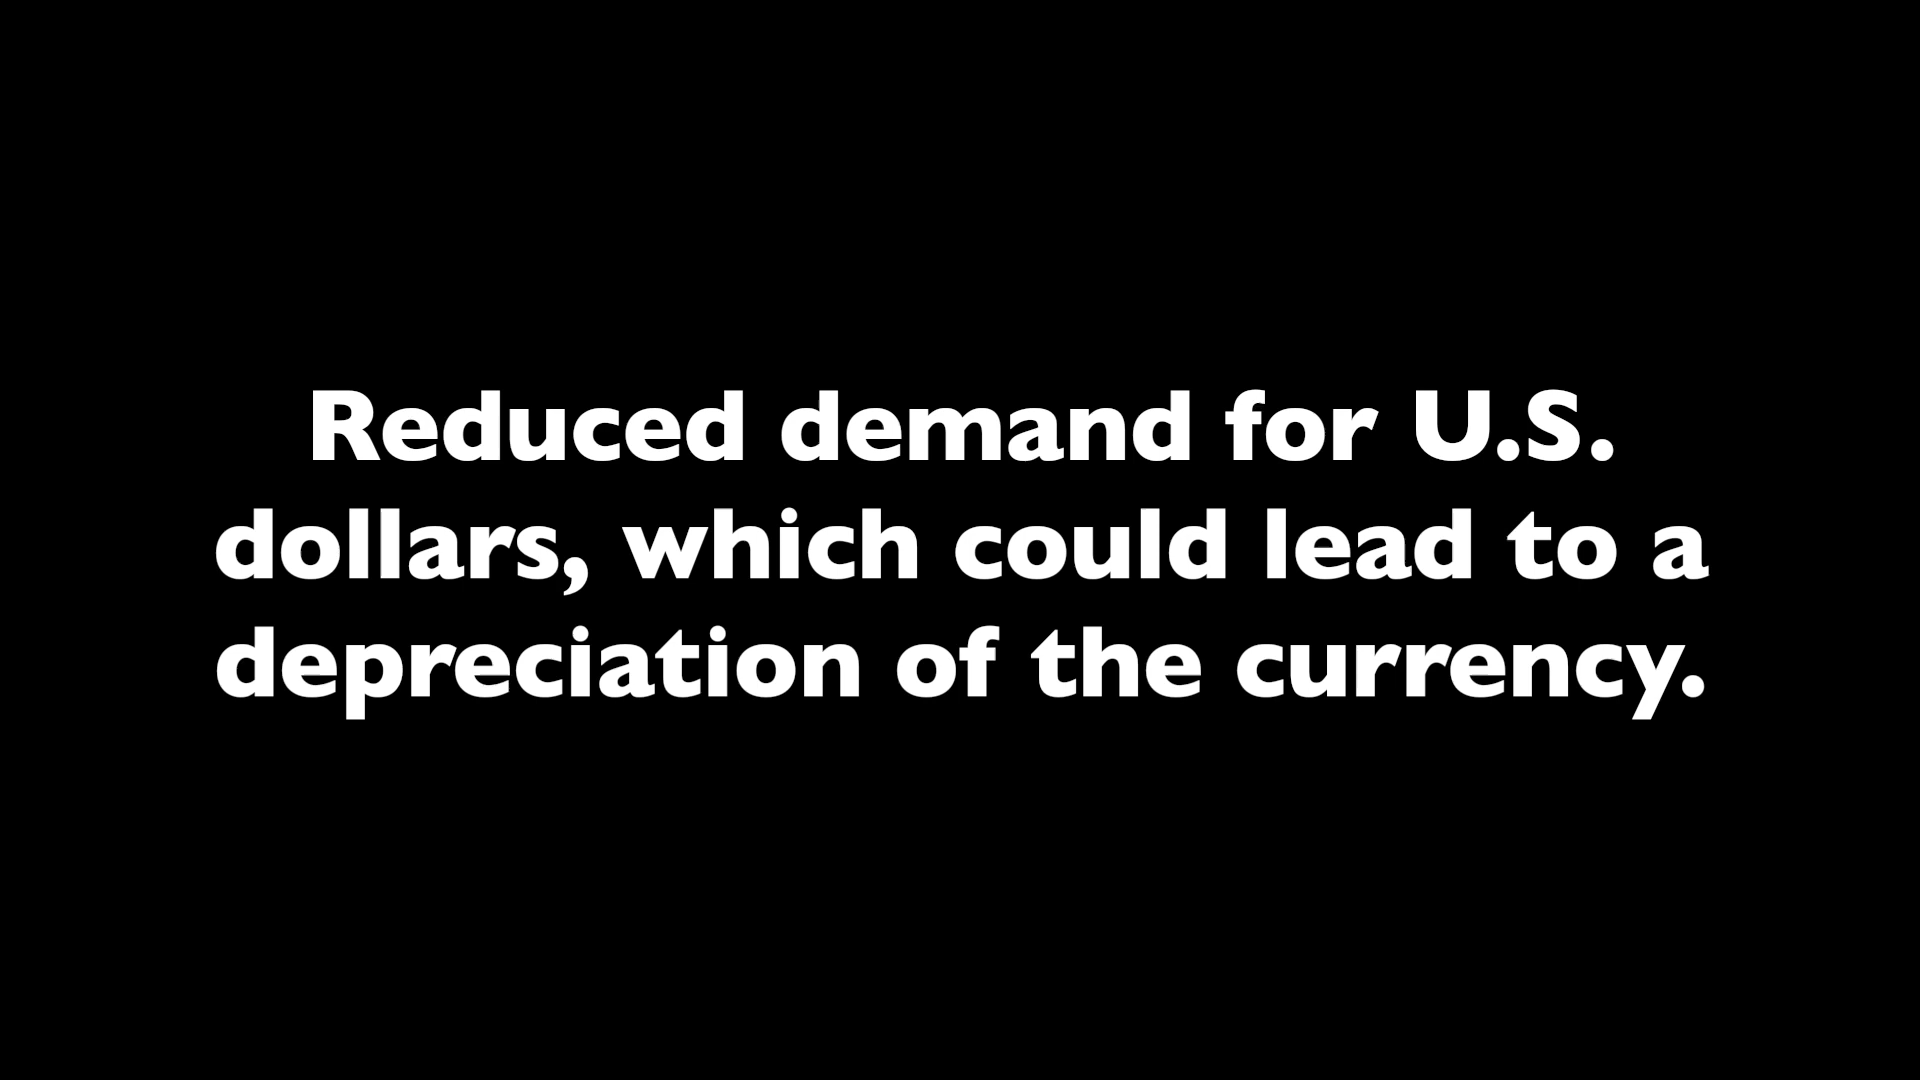 Reduced demand for U.S.
dollars, which could lead to a
depreciation of the currency.